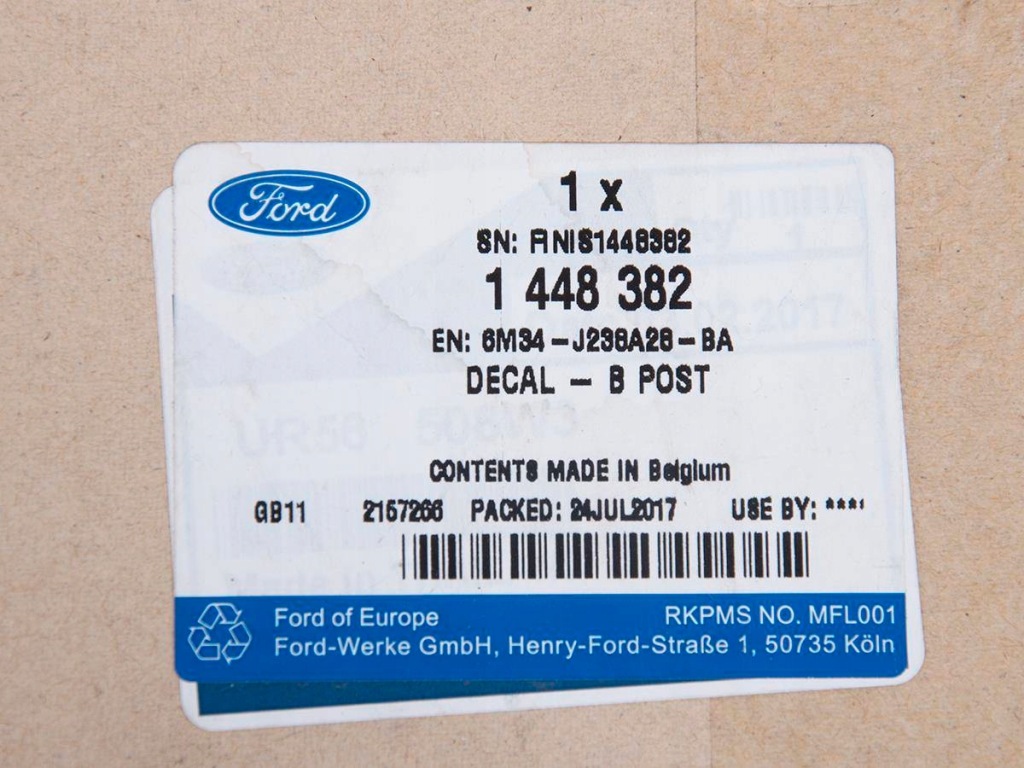 Ford
1 x
SN: FINIS1448382
1 448 382
EN: 6M34-J238A28-BA
DECAL - B POST
CONTENTS MADE IN Belgium
GB11 2157266 PACKED: 24JUL2017 USE BY: ****
Ford of Europe RKPMS NO. MFL001
Ford-Werke GmbH, Henry-Ford-Straße 1, 50735 Köln